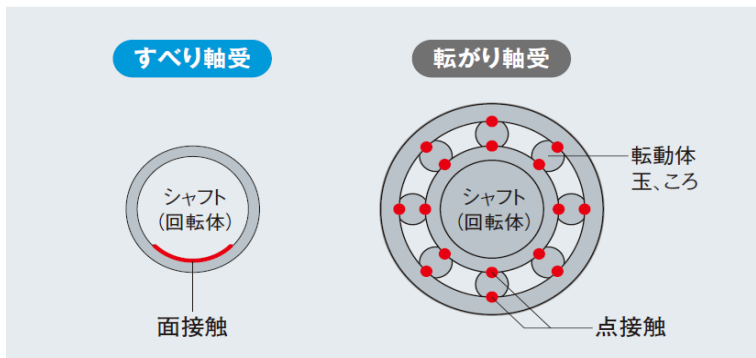 すべり軸受
転がり軸受
シャフト
(回転体)
面接触
シャフト
(回転体)
転動体
玉、ころ
点接触